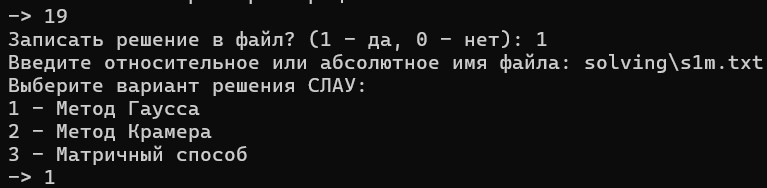 -> 19
Записать решение в файл? (1 - да, 0 - нет): 1
Введите относительное или абсолютное имя файла: solving\s1m.txt
Выберите вариант решения СЛАУ:
1 - Метод Гаусса
2 - Метод Крамера
3 - Матричный способ
-> 1